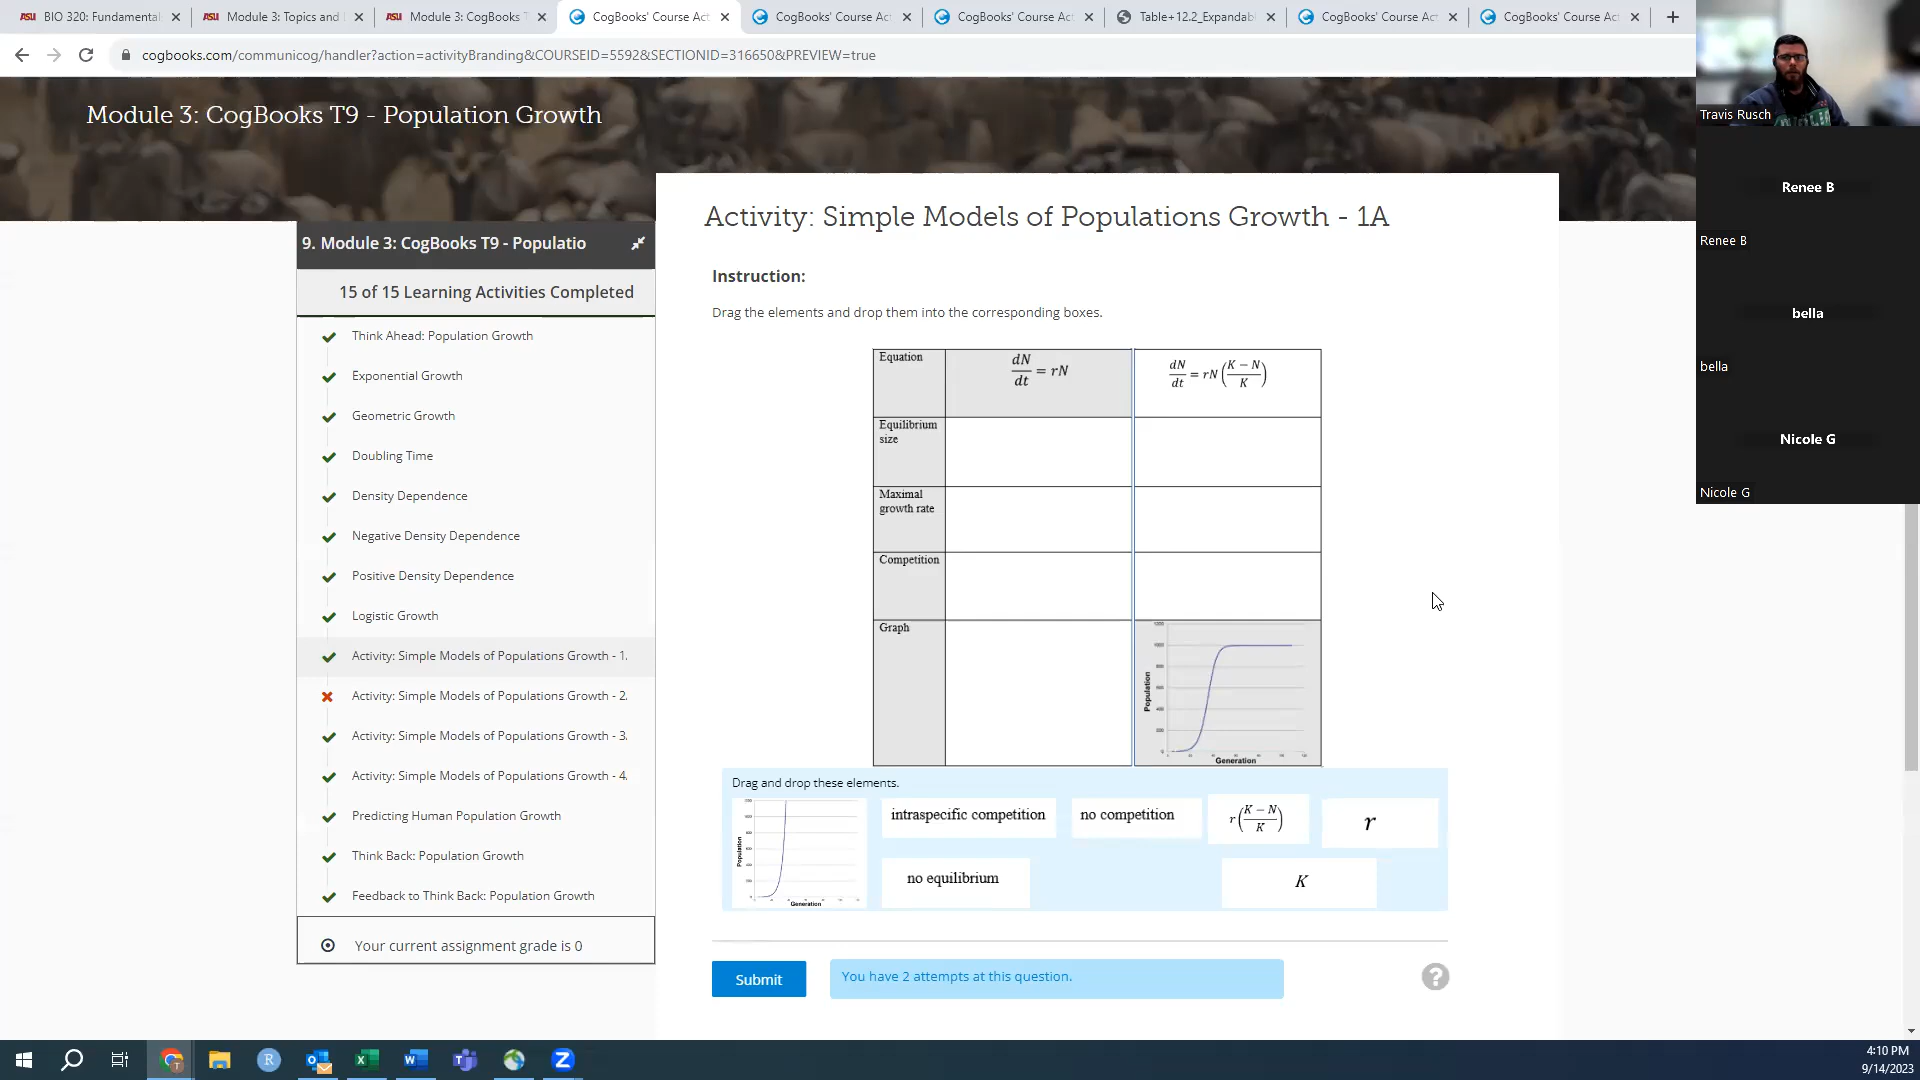 BIO 320: Fundamental
Module 3: Topics and
Module 3: CogBooks T
CogBooks' Course Act
CogBooks' Course Act
CogBooks' Course Act
Table+12.2_Expandab
CogBooks' Course Act
CogBooks' Course Act
cogbooks.com/communicog/handler?action=activityBranding&COURSEID=5592&SECTIONID=316650&PREVIEW=true
Module 3: CogBooks T9 - Population Growth
Travis Rusch
Renee B
Renee B
bella
bella
Nicole G
Nicole G
9. Module 3: CogBooks T9 - Populatio
15 of 15 Learning Activities Completed
Think Ahead: Population Growth
Exponential Growth
Geometric Growth
Doubling Time
Density Dependence
Negative Density Dependence
Positive Density Dependence
Logistic Growth
Activity: Simple Models of Populations Growth - 1.
Activity: Simple Models of Populations Growth - 2.
Activity: Simple Models of Populations Growth - 3.
Activity: Simple Models of Populations Growth - 4.
Predicting Human Population Growth
Think Back: Population Growth
Feedback to Think Back: Population Growth
Your current assignment grade is 0
Activity: Simple Models of Populations Growth - 1A
Instruction:
Drag the elements and drop them into the corresponding boxes.
Equation
dN/dt = rN
dN/dt = rN((K − N)/K)
Equilibrium
size
Maximal
growth rate
Competition
Graph
Population
Generation
Drag and drop these elements.
Population
Generation
intraspecific competition
no competition
r((K − N)/K)
r
no equilibrium
K
Submit
You have 2 attempts at this question.
?
4:10 PM
9/14/2023